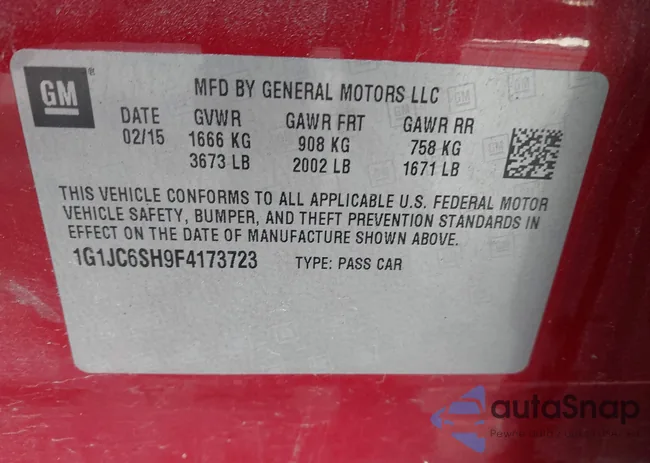 GM®
MFD BY GENERAL MOTORS LLC
DATE GVWR GAWR FRT GAWR RR
02/15 1666 KG 908 KG 758 KG
3673 LB 2002 LB 1671 LB
THIS VEHICLE CONFORMS TO ALL APPLICABLE U.S. FEDERAL MOTOR
VEHICLE SAFETY, BUMPER, AND THEFT PREVENTION STANDARDS IN
EFFECT ON THE DATE OF MANUFACTURE SHOWN ABOVE.
1G1JC6SH9F4173723 TYPE: PASS CAR
autoSnap